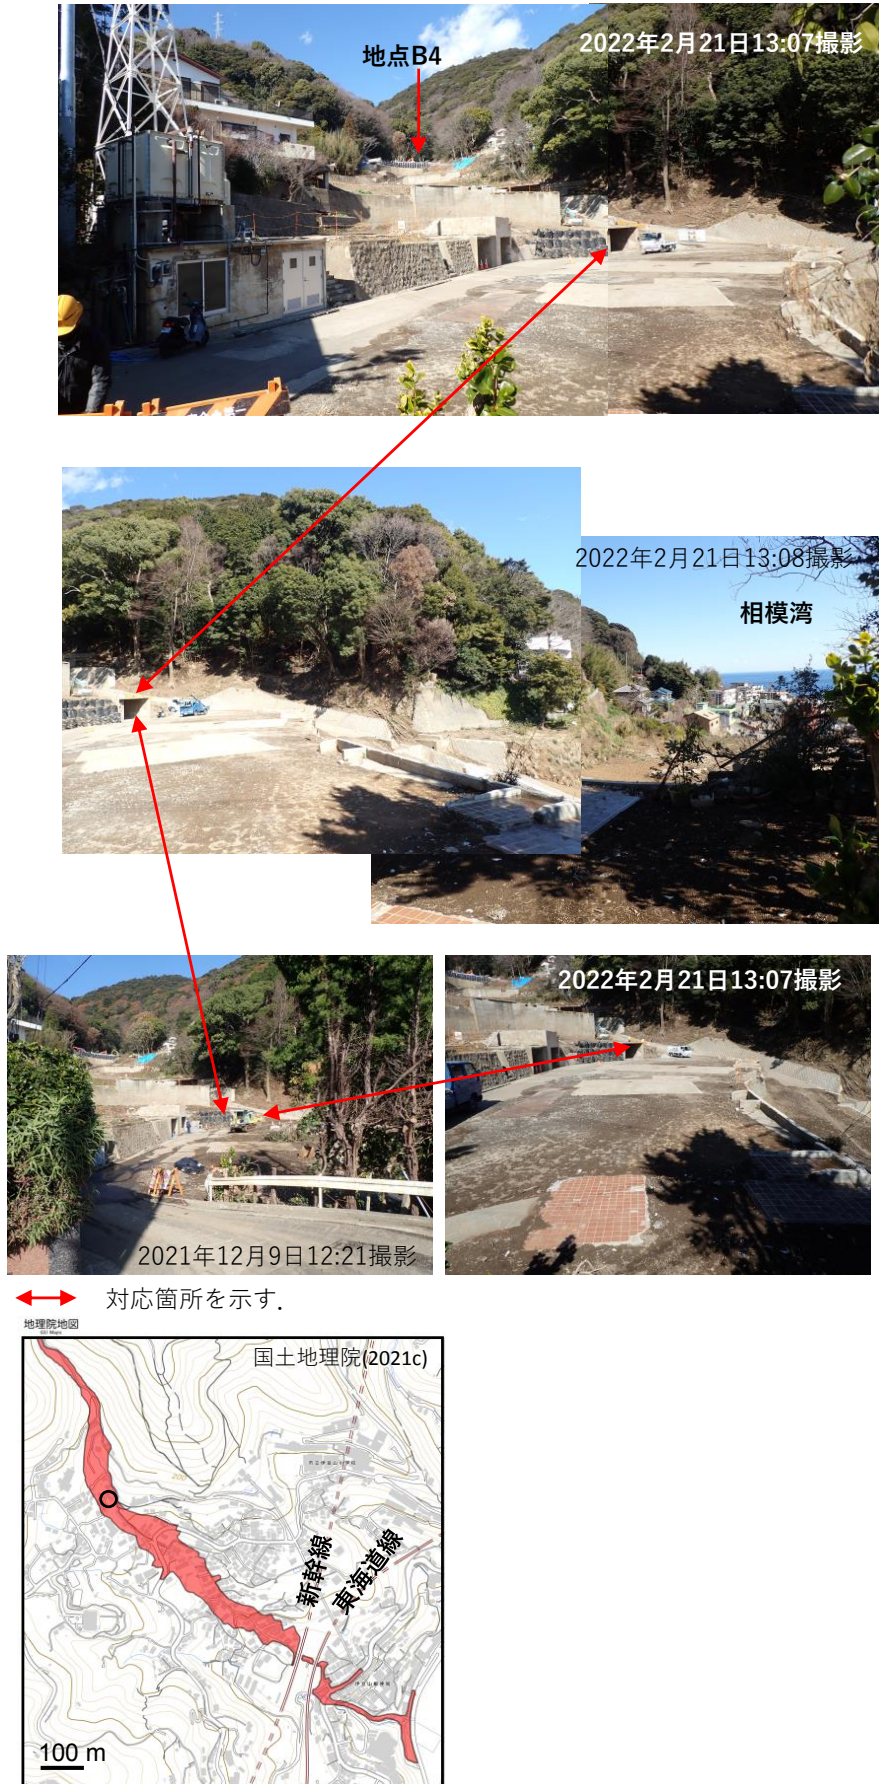 2022年2月21日13:07撮影
地点B4
2022年2月21日13:08撮影
相模湾
2022年2月21日13:07撮影
2021年12月9日12:21撮影
対応箇所を示す.
地理院地図
GSI Maps
国土地理院(2021c)
200
新幹線
東海道線
100 m